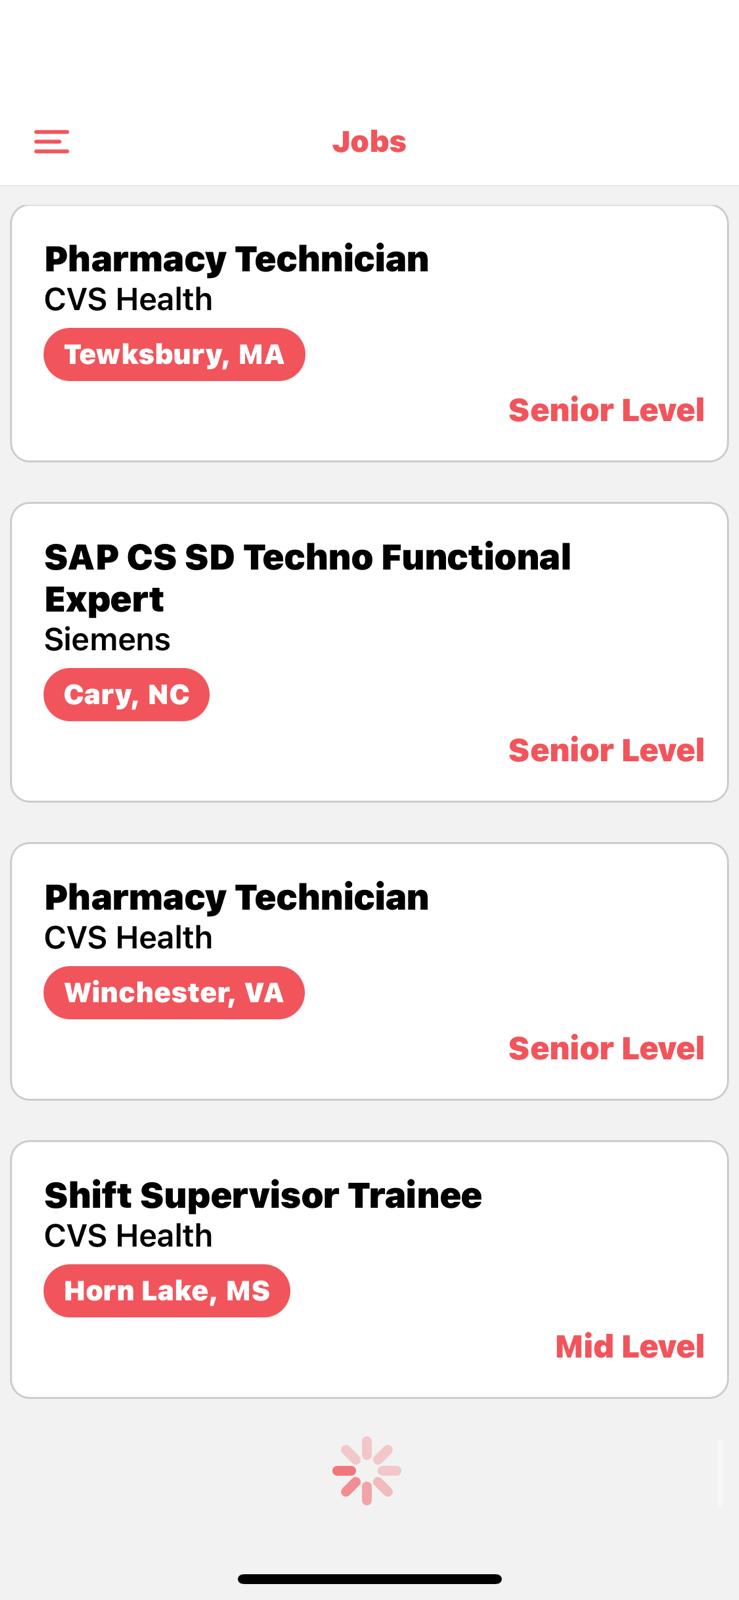 Jobs
Pharmacy Technician
CVS Health
Tewksbury, MA
Senior Level
SAP CS SD Techno Functional
Expert
Siemens
Cary, NC
Senior Level
Pharmacy Technician
CVS Health
Winchester, VA
Senior Level
Shift Supervisor Trainee
CVS Health
Horn Lake, MS
Mid Level